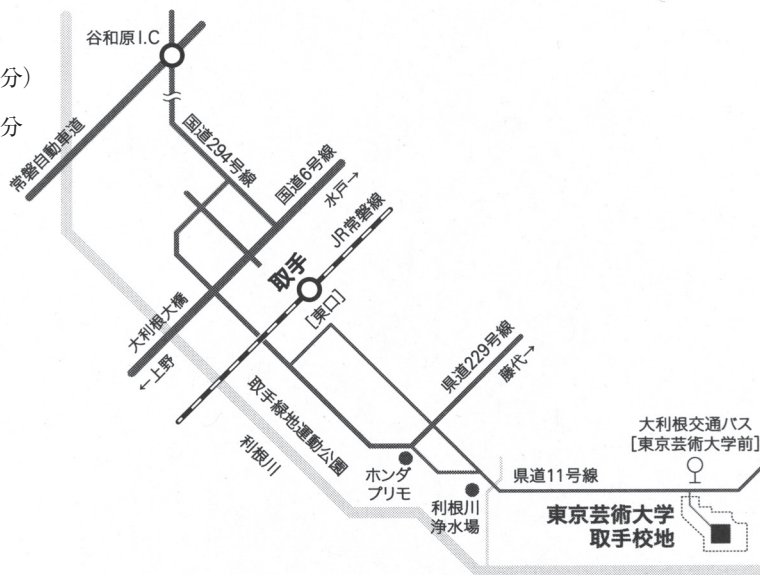 谷和原I.C
分）
分
常磐自動車道
国道294号線
国道6号線
水戸→
JR常磐線
取手
[東口]
大利根大橋
←上野
県道229号線
藤代→
取手緑地運動公園
利根川
ホンダ
プリモ
利根川
浄水場
県道11号線
大利根交通バス
[東京芸術大学前]
東京芸術大学
取手校地